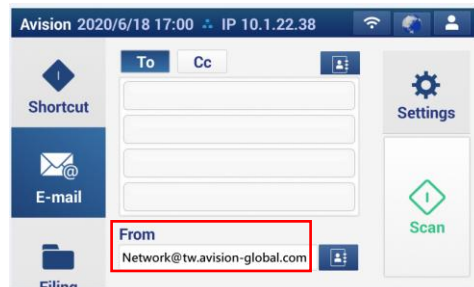 Avision 2020/6/18 17:00 IP 10.1.22.38
To Cc
Shortcut
Settings
E-mail
Scan
From
Network@tw.avision-global.com
Filing